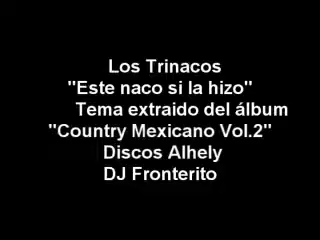 Los Trinacos
"Este naco si la hizo"
Tema extraido del álbum
"Country Mexicano Vol.2"
Discos Alhely
DJ Fronterito